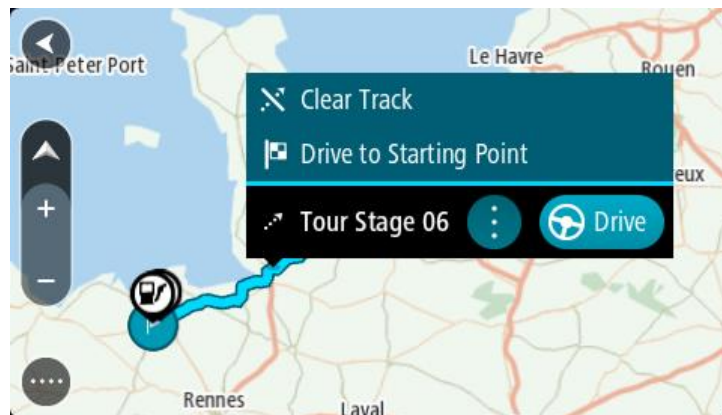 Saint Peter Port
Le Havre
Rouen
Clear Track
Drive to Starting Point
eux
Tour Stage 06
Drive
+
−
Rennes
Laval